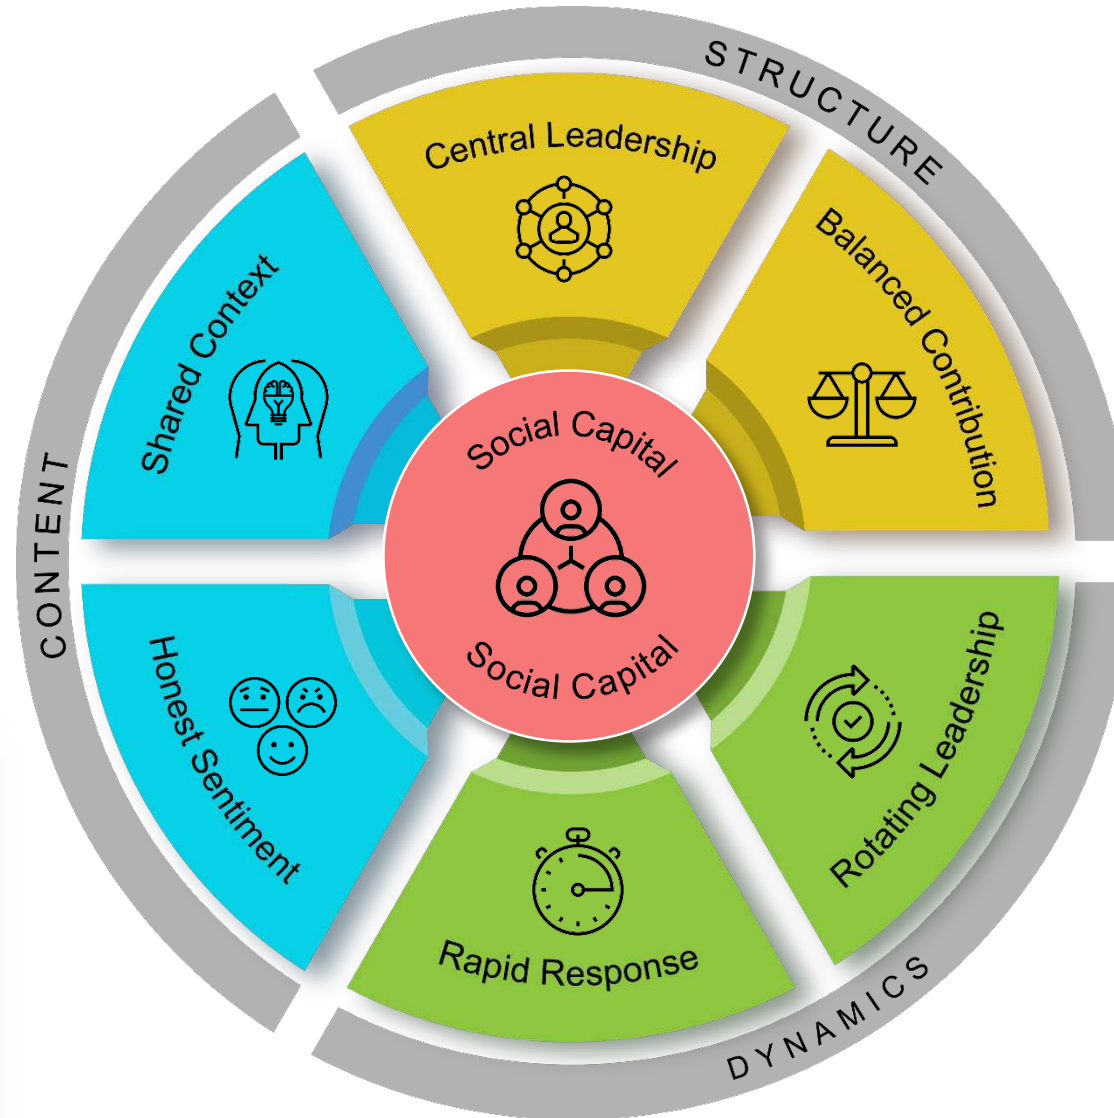 STRUCTURE
Central Leadership
Balanced Contribution
Shared Context
Social Capital
CONTENT
Social Capital
Honest Sentiment
Rotating Leadership
Rapid Response
DYNAMICS